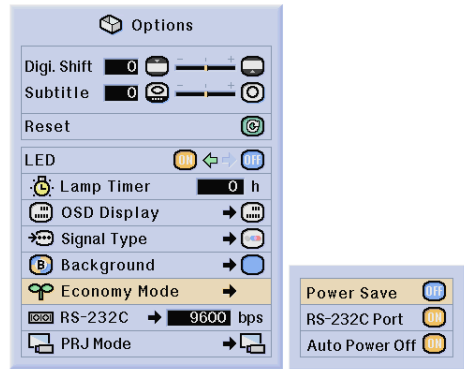 Options
Digi. Shift 0
Subtitle 0
Reset
LED ON OFF
Lamp Timer 0 h
OSD Display
Signal Type
B Background
Economy Mode
RS-232C 9600 bps
PRJ Mode
Power Save OFF
RS-232C Port ON
Auto Power Off ON